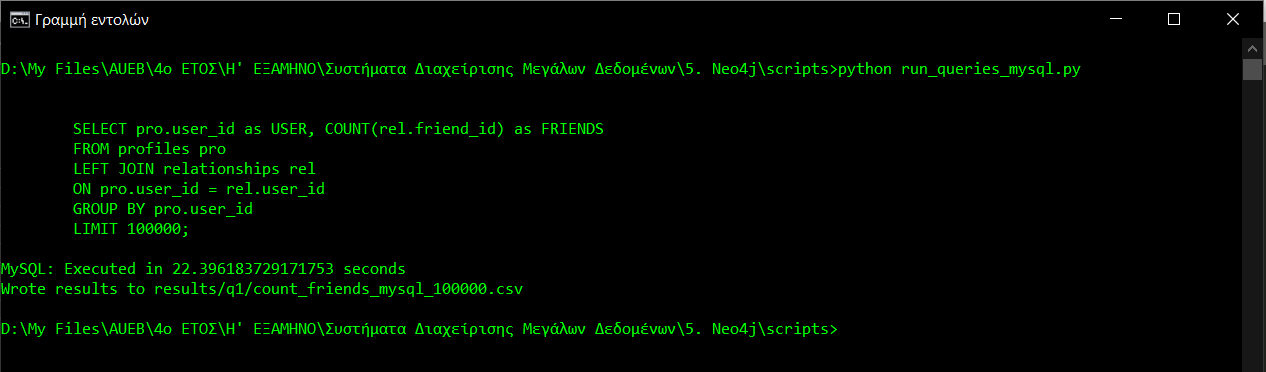 Γραμμή εντολών
D:\My Files\AUEB\4ο ΕΤΟΣ\Η' ΕΞΑΜΗΝΟ\Συστήματα Διαχείρισης Μεγάλων Δεδομένων\5. Neo4j\scripts>python run_queries_mysql.py
SELECT pro.user_id as USER, COUNT(rel.friend_id) as FRIENDS
FROM profiles pro
LEFT JOIN relationships rel
ON pro.user_id = rel.user_id
GROUP BY pro.user_id
LIMIT 100000;
MySQL: Executed in 22.396183729171753 seconds
Wrote results to results/q1/count_friends_mysql_100000.csv
D:\My Files\AUEB\4ο ΕΤΟΣ\Η' ΕΞΑΜΗΝΟ\Συστήματα Διαχείρισης Μεγάλων Δεδομένων\5. Neo4j\scripts>